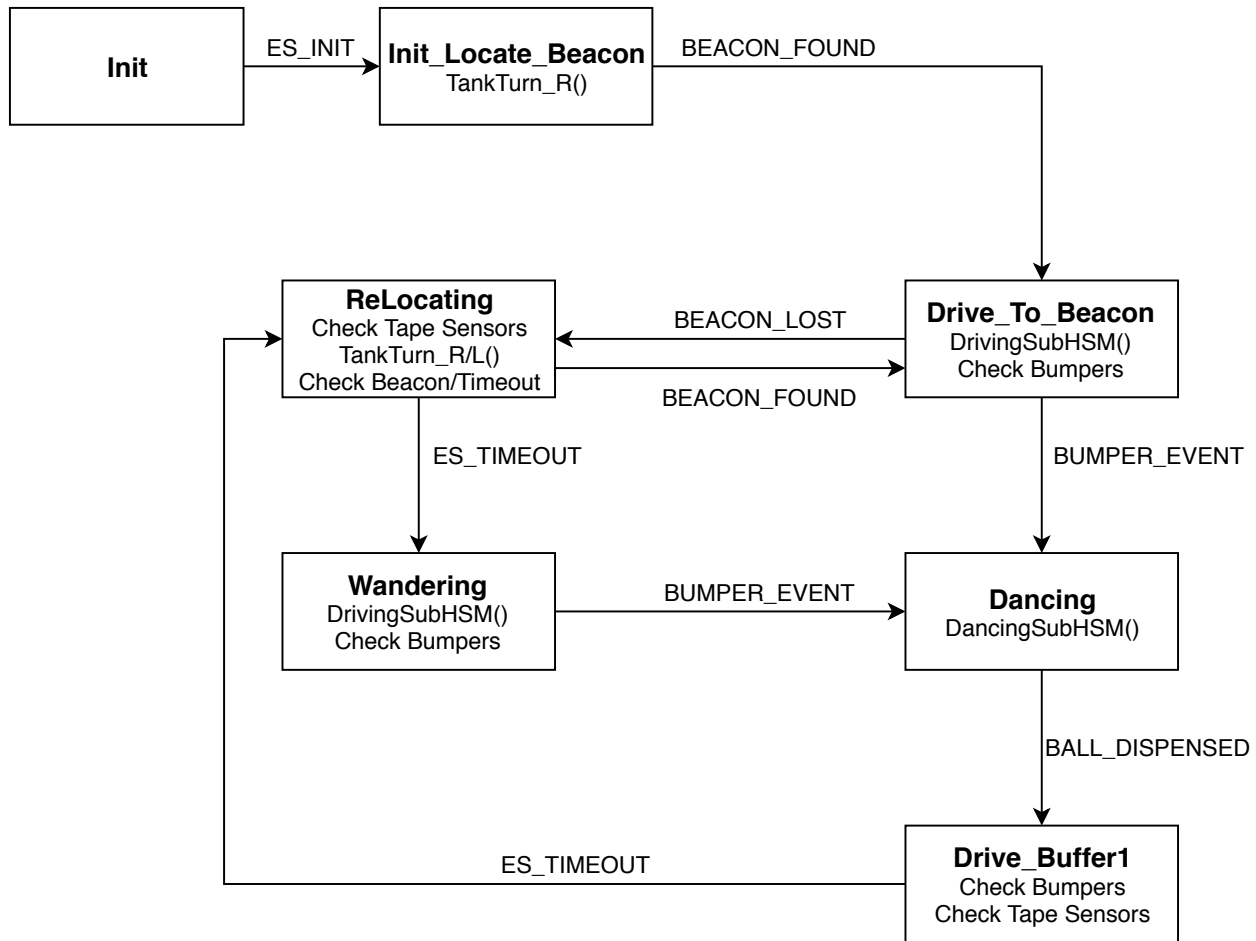 Init
ES_INIT
Init_Locate_Beacon
TankTurn_R()
BEACON_FOUND
ReLocating
Check Tape Sensors
TankTurn_R/L()
Check Beacon/Timeout
BEACON_LOST
BEACON_FOUND
Drive_To_Beacon
DrivingSubHSM()
Check Bumpers
ES_TIMEOUT
BUMPER_EVENT
Wandering
DrivingSubHSM()
Check Bumpers
BUMPER_EVENT
Dancing
DancingSubHSM()
BALL_DISPENSED
ES_TIMEOUT
Drive_Buffer1
Check Bumpers
Check Tape Sensors